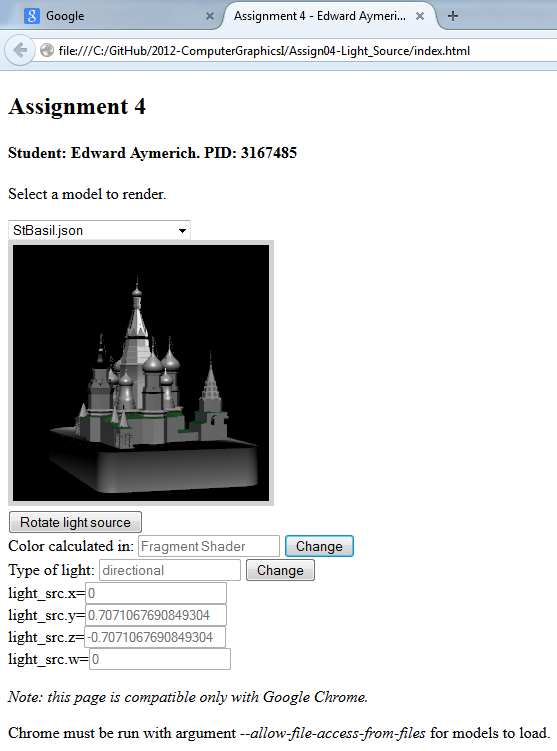 Google
Assignment 4 - Edward Aymeri...
file:///C:/GitHub/2012-ComputerGraphicsI/Assign04-Light_Source/index.html
Assignment 4
Student: Edward Aymerich. PID: 3167485
Select a model to render.
StBasil.json
Rotate light source
Color calculated in: Fragment Shader Change
Type of light: directional Change
light_src.x=0
light_src.y=0.7071067690849304
light_src.z=-0.7071067690849304
light_src.w=0
Note: this page is compatible only with Google Chrome.
Chrome must be run with argument --allow-file-access-from-files for models to load.